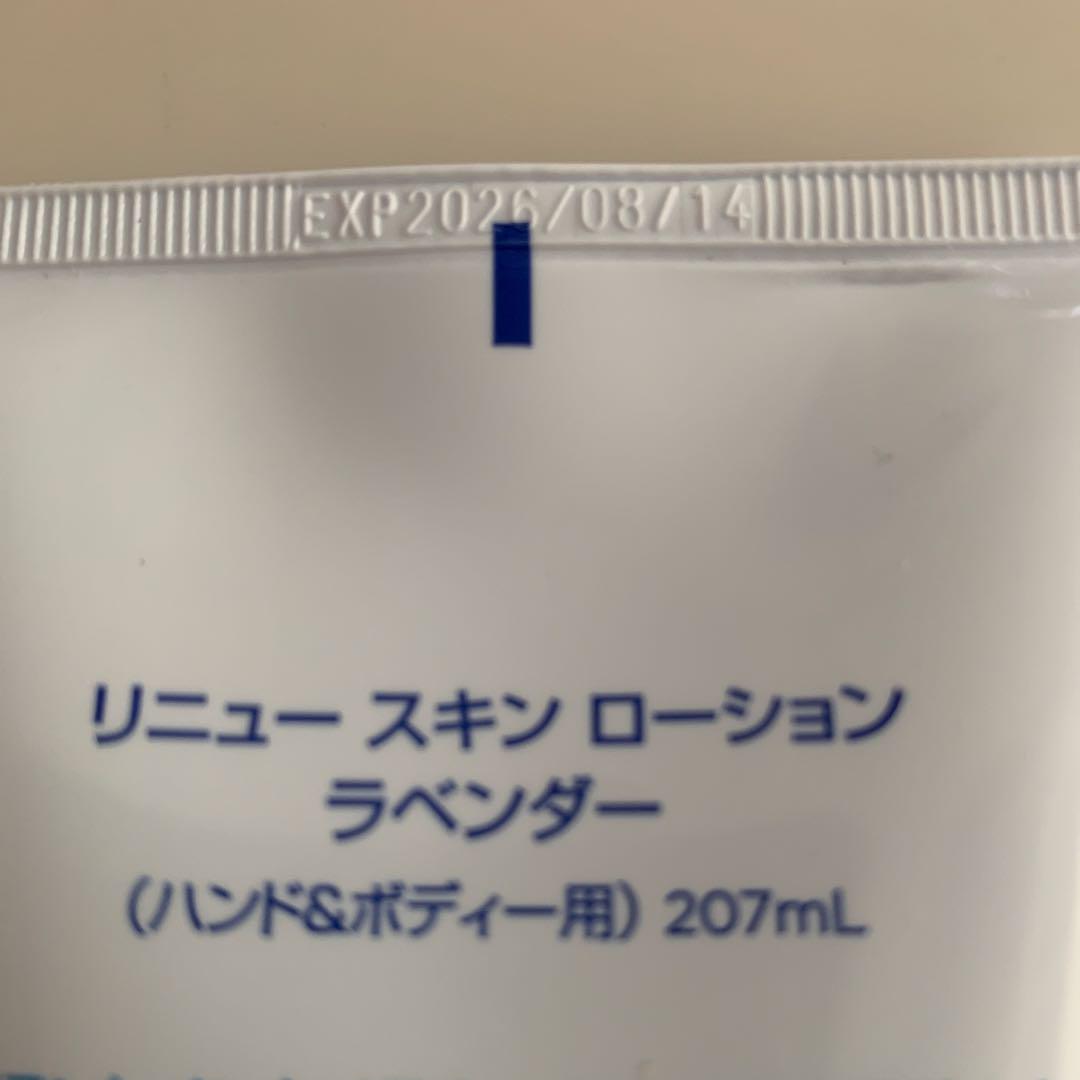 EXP2026/08/14
リニュー スキン ローション
ラベンダー
(ハンド&ボディー用) 207mL